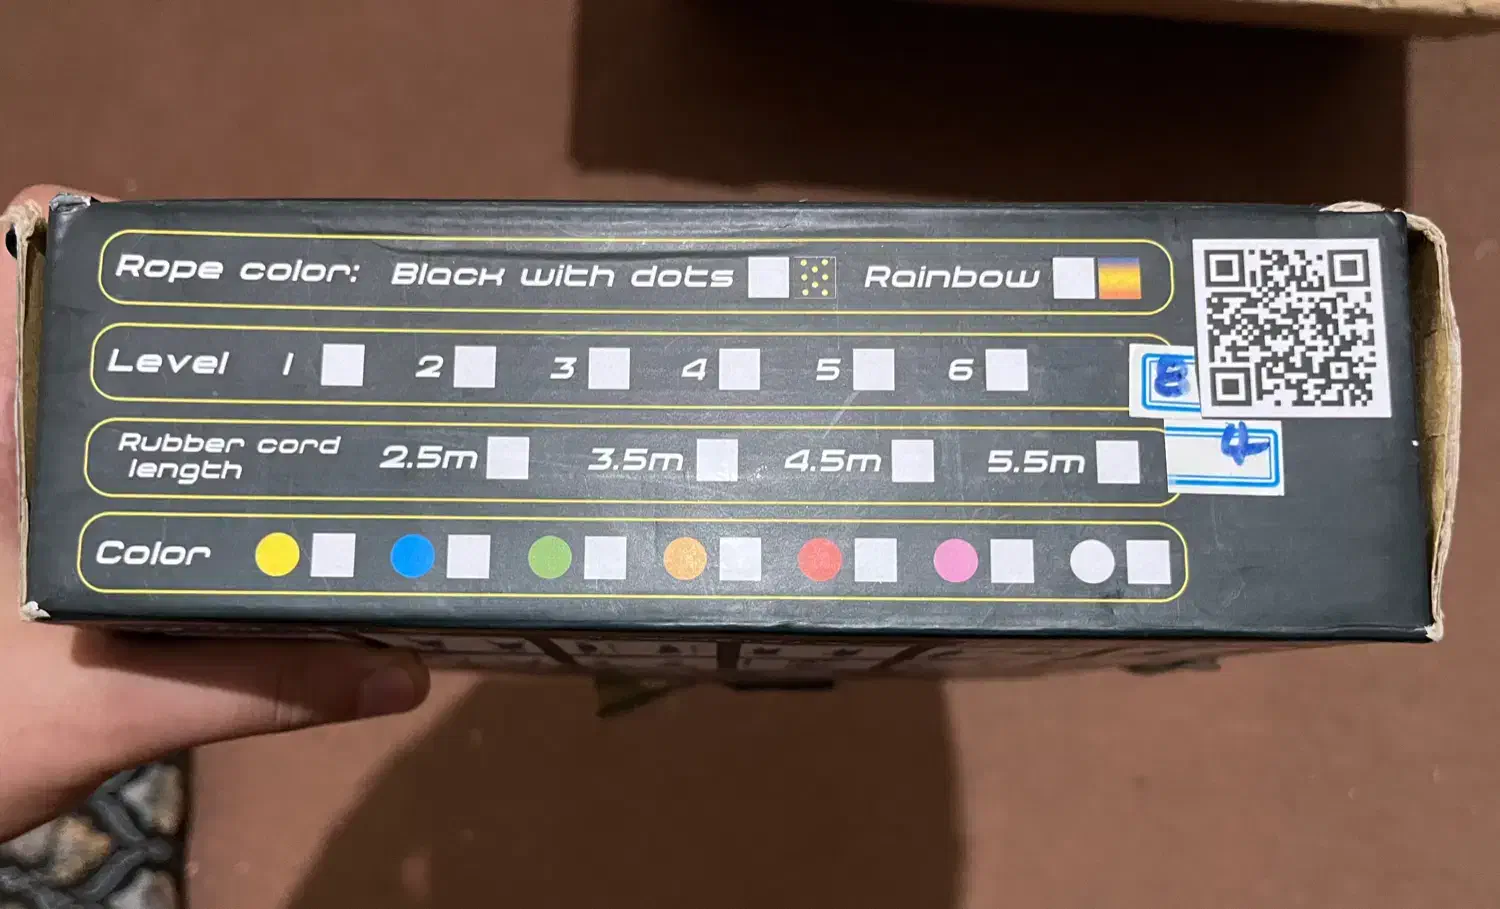 Rope color: Black with dots Rainbow
Level 1 2 3 4 5 6
Rubber cord length 2.5m 3.5m 4.5m 5.5m
4
Color